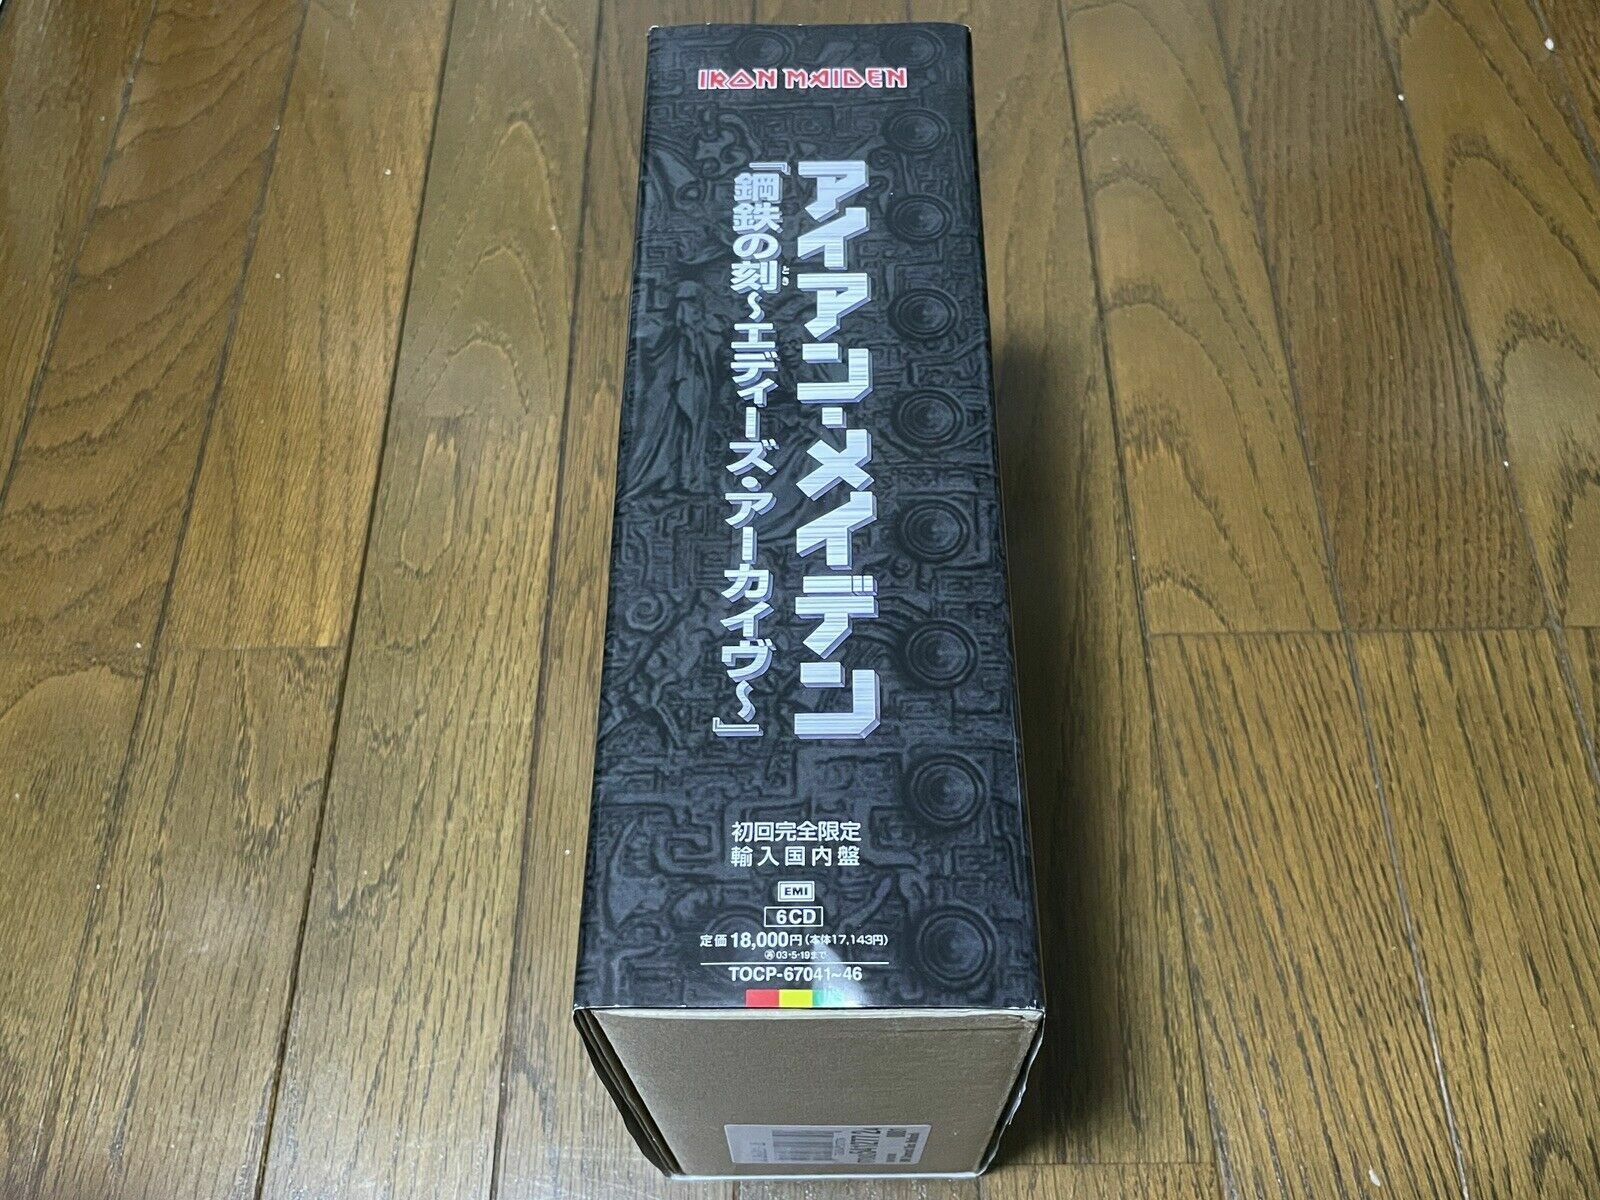 IRON MAIDEN
アイアン・メイデン
『鋼鉄の刻〜エディーズ・アーカイヴ〜』
とき
初回完全限定
輸入国内盤
EMI
6CD
定価18,000円(本体17,143円)
再03・5・19まで
TOCP-67041~46